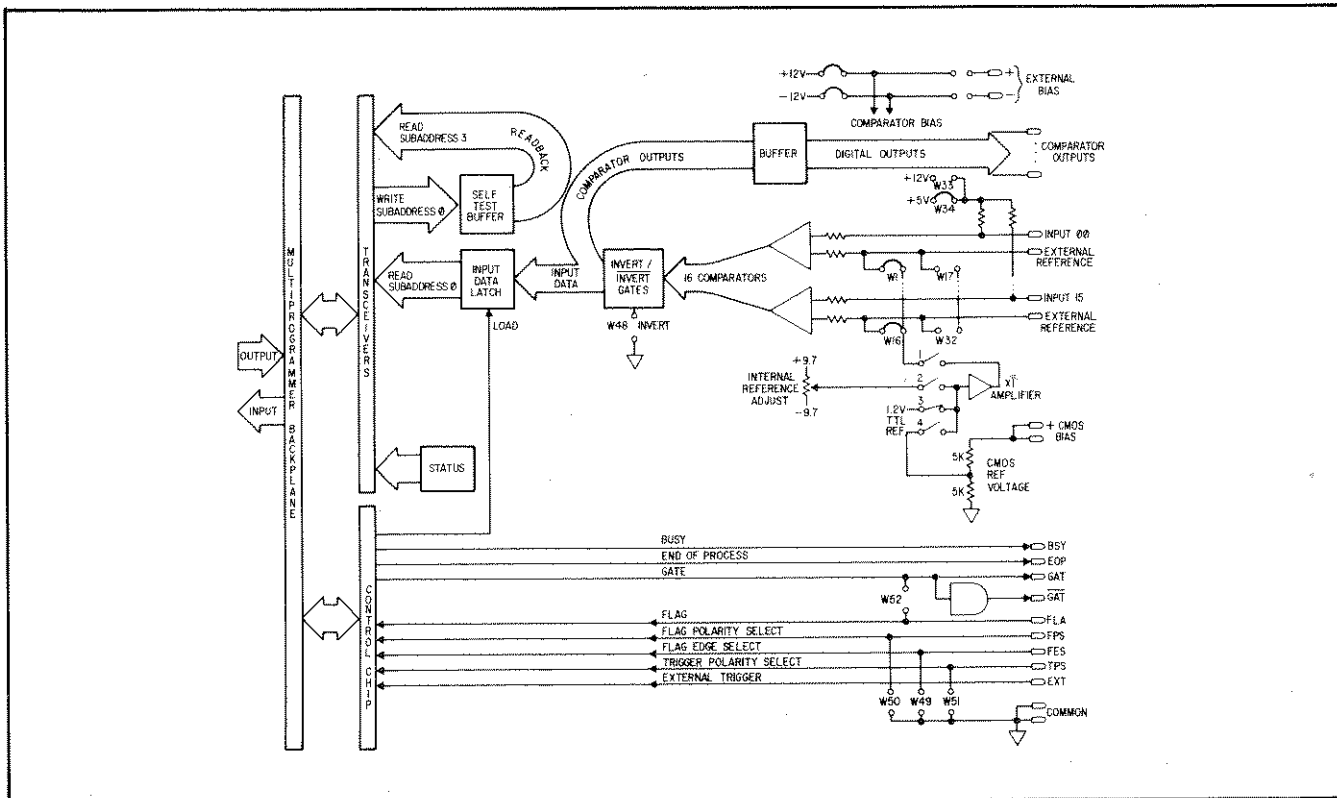 +12V
-12V
+
-
EXTERNAL
BIAS
COMPARATOR BIAS
READ
SUBADDRESS 3
READBACK
COMPARATOR OUTPUTS
BUFFER
DIGITAL OUTPUTS
COMPARATOR
OUTPUTS
WRITE
SUBADDRESS 0
SELF
TEST
BUFFER
+12V
W33
+5V
W34
INPUT 00
EXTERNAL
REFERENCE
W1
W17
READ
SUBADDRESS 0
INPUT
DATA
LATCH
INPUT
DATA
INVERT /
INVERT
GATES
16 COMPARATORS
INPUT 15
EXTERNAL
REFERENCE
W16
W32
LOAD
W48 INVERT
MULTIPROGRAMMER BACKPLANE
TRANSCEIVERS
OUTPUT
INPUT
+9.7
INTERNAL
REFERENCE
ADJUST
-9.7
1
2
3
4
1.2V
TTL
REF
X1
AMPLIFIER
+ CMOS
BIAS
5K
5K
CMOS
REF
VOLTAGE
STATUS
CONTROL CHIP
BUSY
BSY
END OF PROCESS
EOP
GATE
GAT
W52
GAT
FLAG
FLA
FLAG POLARITY SELECT
FPS
FLAG EDGE SELECT
FES
TRIGGER POLARITY SELECT
TPS
EXTERNAL TRIGGER
EXT
W50 W49 W51
COMMON